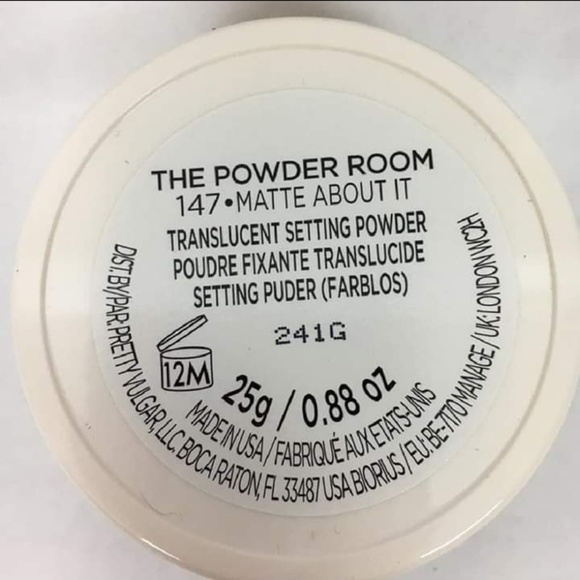 THE POWDER ROOM
147•MATTE ABOUT IT
TRANSLUCENT SETTING POWDER
POUDRE FIXANTE TRANSLUCIDE
SETTING PUDER (FARBLOS)
241G
12M
25g / 0.88 oz
MADE IN USA / FABRIQUÉ AUX ETATS-UNIS
DIST. BY/PAR: PRETTY VULGAR, LLC. BOCA RATON, FL 33487 USA BIORIUS / EU: BE-7170 MANAGE / UK: LONDON WC2H